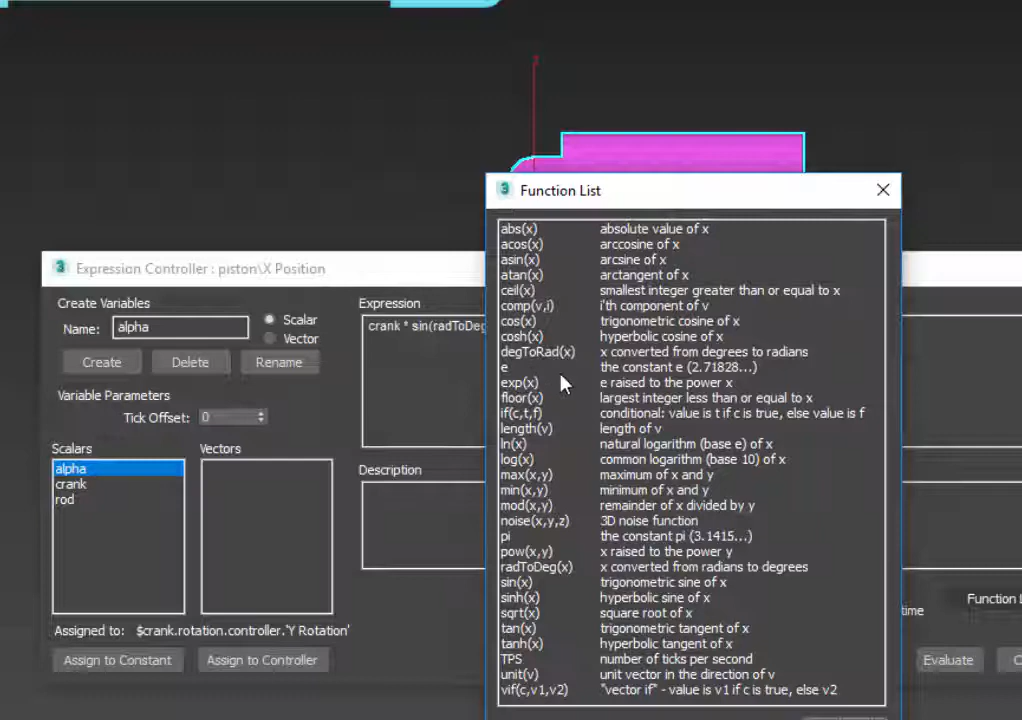 Function List
abs(x) absolute value of x
acos(x) arccosine of x
asin(x) arcsine of x
atan(x) arctangent of x
ceil(x) smallest integer greater than or equal to x
comp(v,i) i'th component of v
cos(x) trigonometric cosine of x
cosh(x) hyperbolic cosine of x
degToRad(x) x converted from degrees to radians
e the constant e (2.71828...)
exp(x) e raised to the power x
floor(x) largest integer less than or equal to x
if(c,t,f) conditional: value is t if c is true, else value is f
length(v) length of v
ln(x) natural logarithm (base e) of x
log(x) common logarithm (base 10) of x
max(x,y) maximum of x and y
min(x,y) minimum of x and y
mod(x,y) remainder of x divided by y
noise(x,y,z) 3D noise function
pi the constant pi (3.1415...)
pow(x,y) x raised to the power y
radToDeg(x) x converted from radians to degrees
sin(x) trigonometric sine of x
sinh(x) hyperbolic sine of x
sqrt(x) square root of x
tan(x) trigonometric tangent of x
tanh(x) hyperbolic tangent of x
TPS number of ticks per second
unit(v) unit vector in the direction of v
vif(c,v1,v2) "vector if" - value is v1 if c is true, else v2
Expression Controller : piston\X Position
Create Variables
Name: alpha
Scalar
Vector
Create Delete Rename
Variable Parameters
Tick Offset: 0
Scalars
alpha
crank
rod
Vectors
Assigned to: $crank.rotation.controller.'Y Rotation'
Assign to Constant Assign to Controller
Expression
crank * sin(radToDeg
Description
time
Function L
Evaluate
C